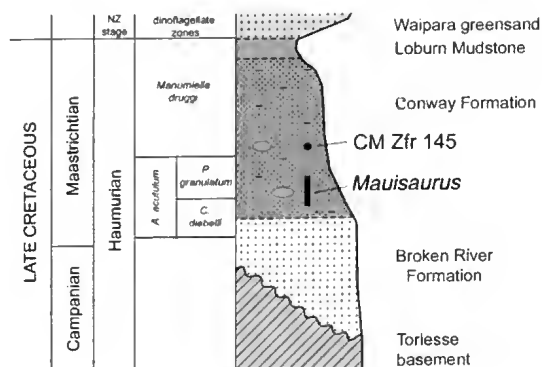 NZ
stage
dinoflagellate
zones
LATE CRETACEOUS
Maastrichtian
Campanian
Haumurian
Manumiella
druggi
A. acutulum
P.
granulatum
C.
diebelii
Waipara greensand
Loburn Mudstone
Conway Formation
CM Zfr 145
Mauisaurus
Broken River
Formation
Torlesse
basement